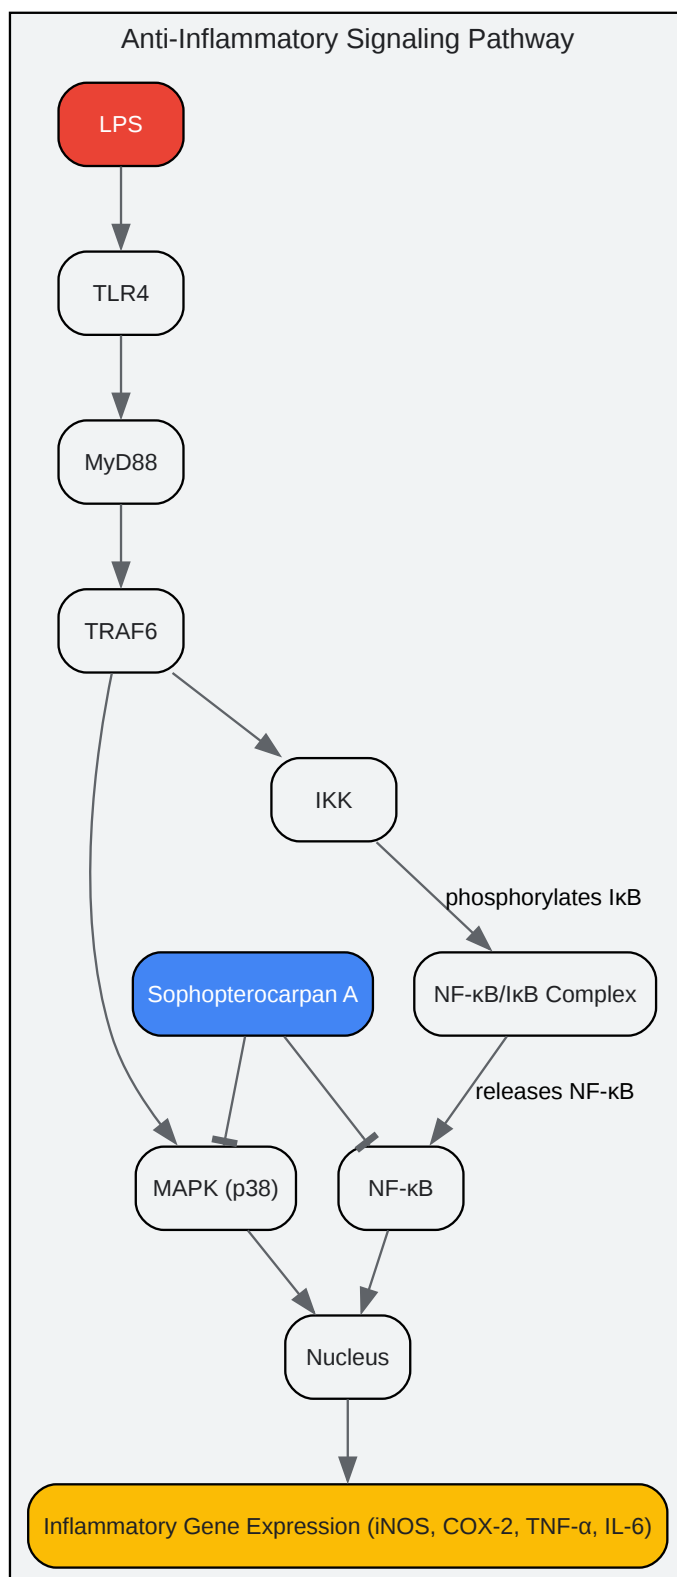 Anti-Inflammatory Signaling Pathway
LPS
TLR4
MyD88
TRAF6
IKK
phosphorylates IκB
Sophopterocarpan A
NF-κB/IκB Complex
releases NF-κB
MAPK (p38)
NF-κB
Nucleus
Inflammatory Gene Expression (iNOS, COX-2, TNF-α, IL-6)